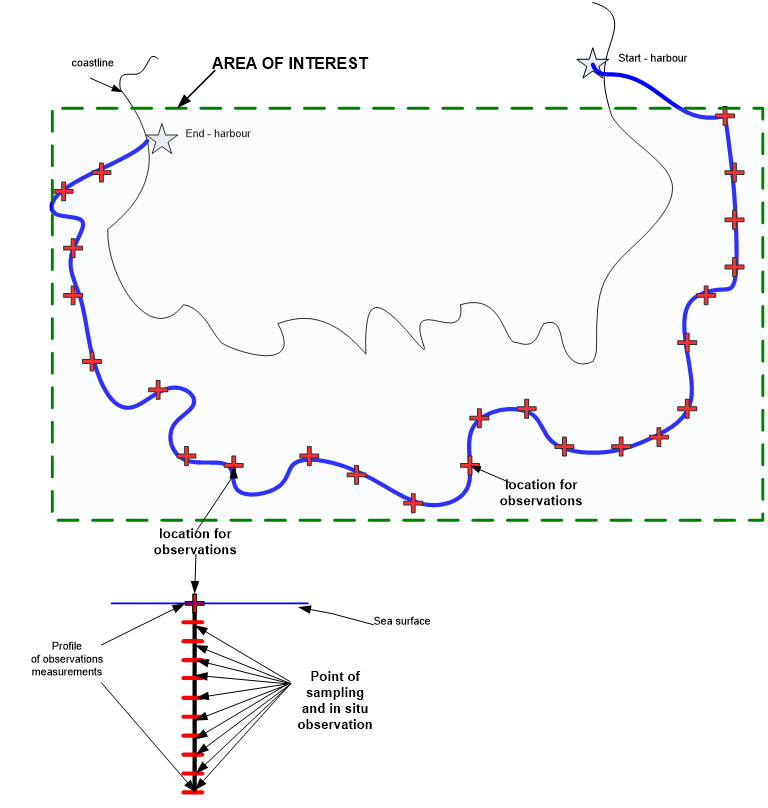 coastline
AREA OF INTEREST
Start - harbour
End - harbour
location for
observations
location for
observations
Sea surface
Profile
of observations
measurements
Point of
sampling
and in situ
observation